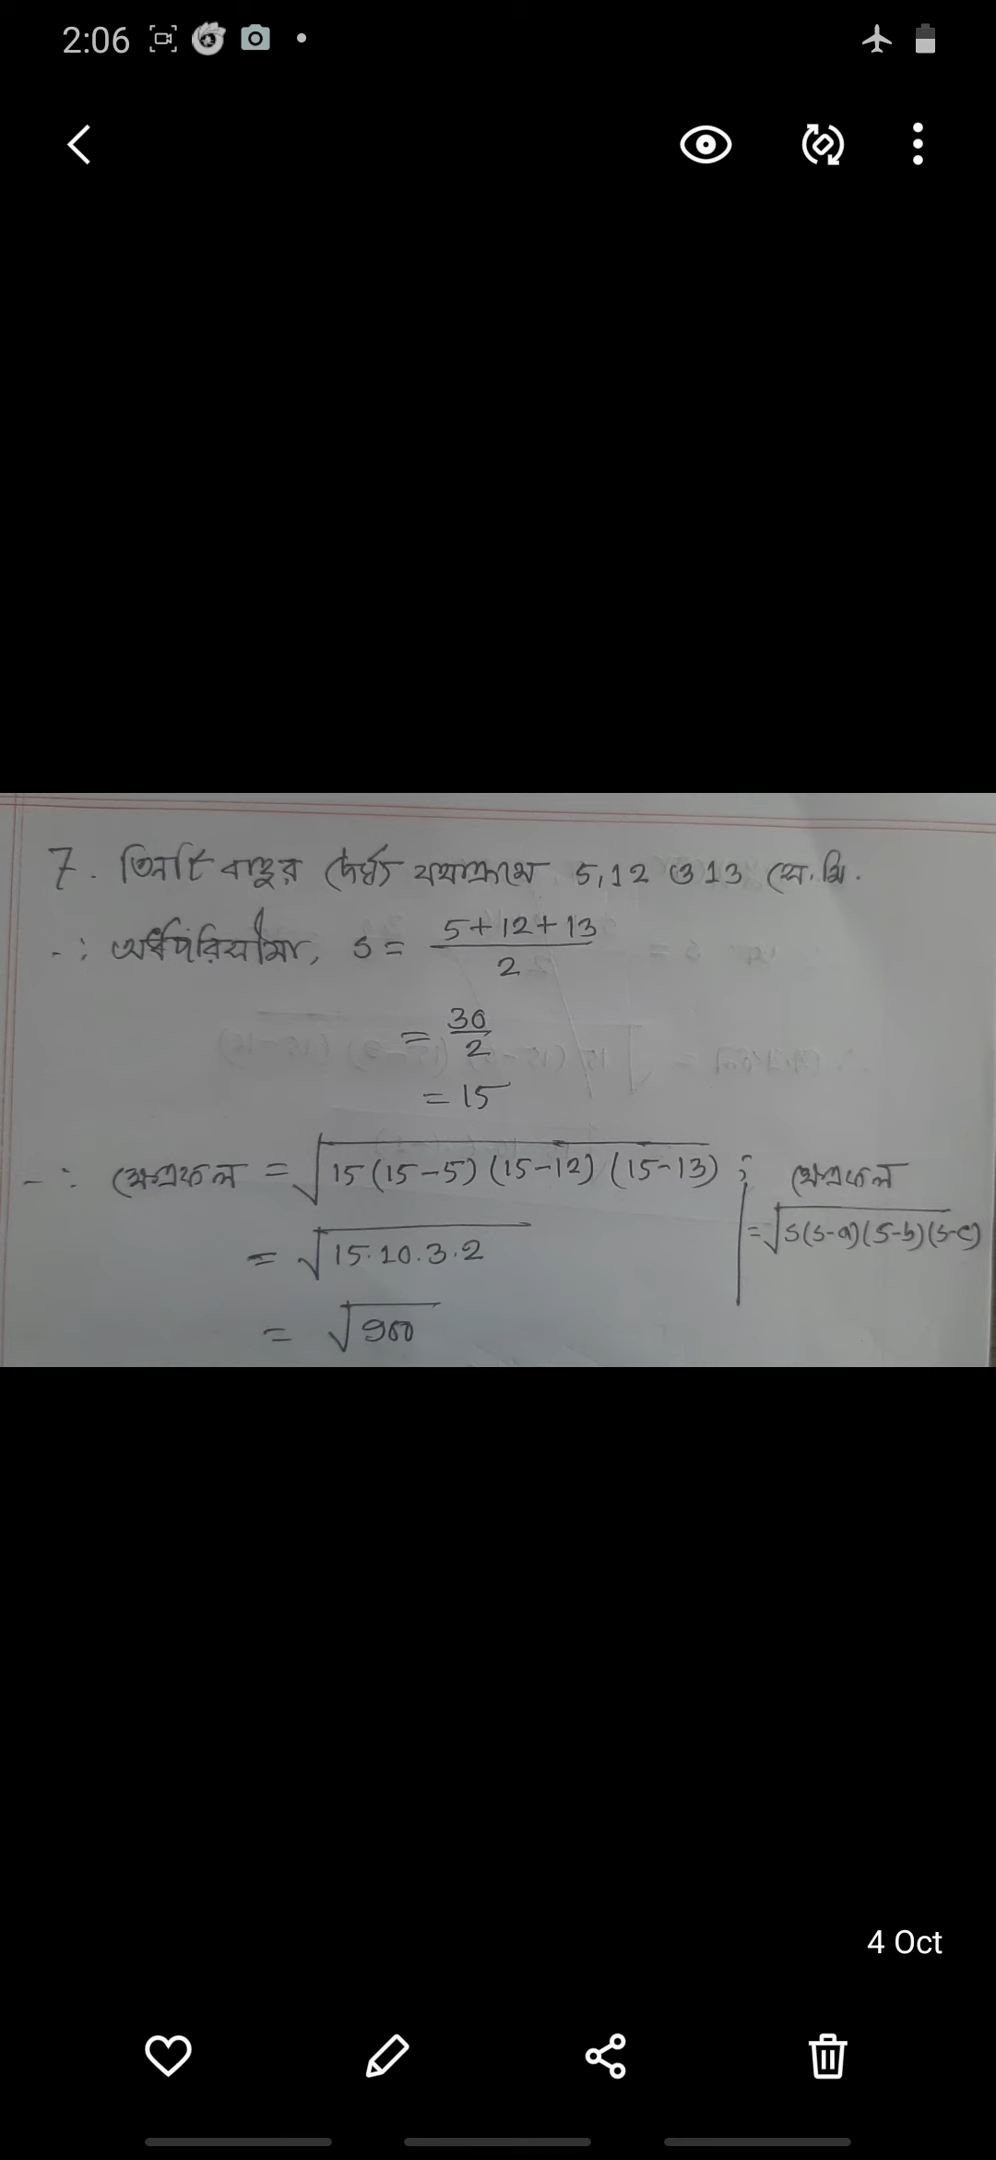 2:06
7. তিনটি বাহুর দৈর্ঘ্য যথাক্রমে 5,12 ও 13 সে.মি.
∴ অর্ধপরিসীমা, s = (5+12+13)/2
= 30/2
= 15
∴ ক্ষেত্রফল = √15(15-5)(15-12)(15-13) ; ক্ষেত্রফল
= √15.10.3.2 = √s(s-a)(s-b)(s-c)
= √900
4 Oct